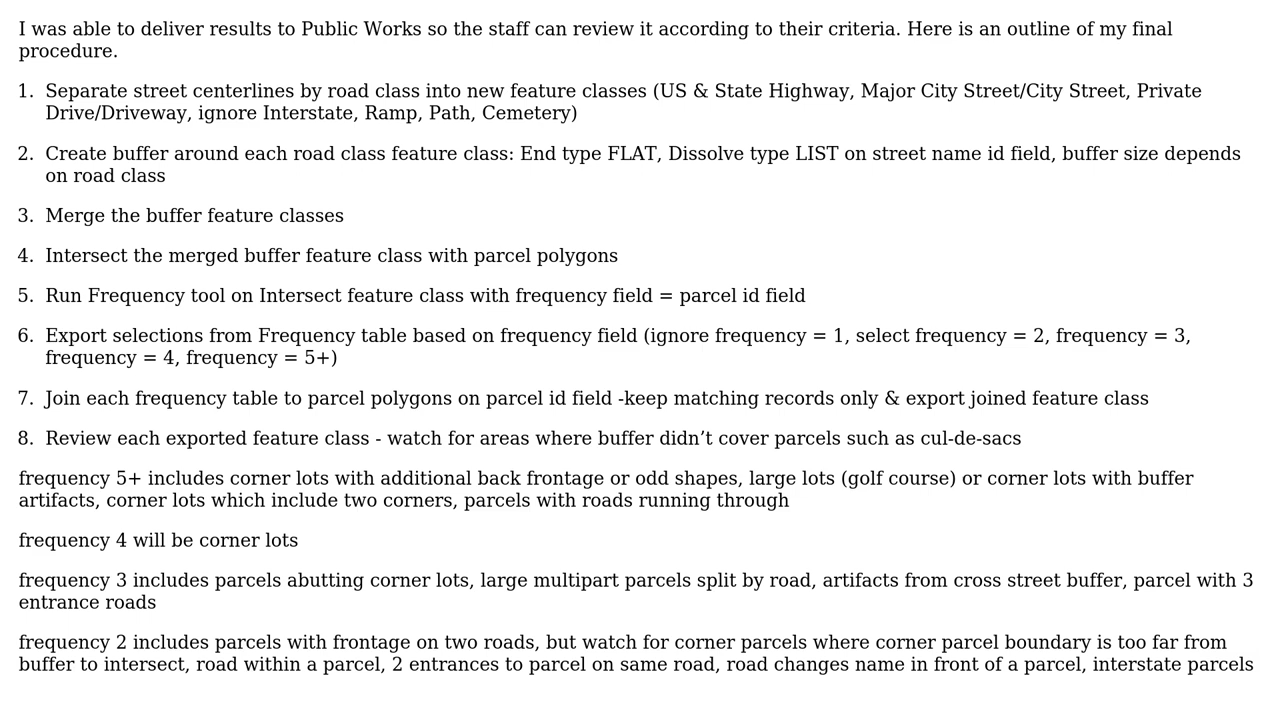 I was able to deliver results to Public Works so the staff can review it according to their criteria. Here is an outline of my final
procedure.
1. Separate street centerlines by road class into new feature classes (US & State Highway, Major City Street/City Street, Private
Drive/Driveway, ignore Interstate, Ramp, Path, Cemetery)
2. Create buffer around each road class feature class: End type FLAT, Dissolve type LIST on street name id field, buffer size depends
on road class
3. Merge the buffer feature classes
4. Intersect the merged buffer feature class with parcel polygons
5. Run Frequency tool on Intersect feature class with frequency field = parcel id field
6. Export selections from Frequency table based on frequency field (ignore frequency = 1, select frequency = 2, frequency = 3,
frequency = 4, frequency = 5+)
7. Join each frequency table to parcel polygons on parcel id field -keep matching records only & export joined feature class
8. Review each exported feature class - watch for areas where buffer didn’t cover parcels such as cul-de-sacs
frequency 5+ includes corner lots with additional back frontage or odd shapes, large lots (golf course) or corner lots with buffer
artifacts, corner lots which include two corners, parcels with roads running through
frequency 4 will be corner lots
frequency 3 includes parcels abutting corner lots, large multipart parcels split by road, artifacts from cross street buffer, parcel with 3
entrance roads
frequency 2 includes parcels with frontage on two roads, but watch for corner parcels where corner parcel boundary is too far from
buffer to intersect, road within a parcel, 2 entrances to parcel on same road, road changes name in front of a parcel, interstate parcels